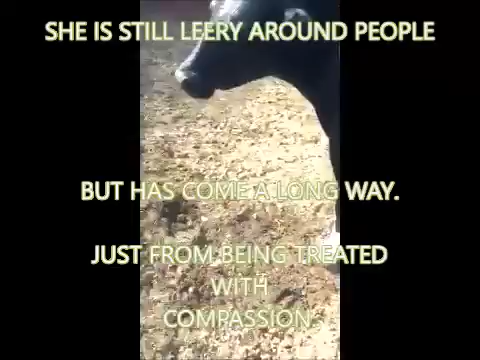 SHE IS STILL LEERY AROUND PEOPLE
BUT HAS COME A LONG WAY.
JUST FROM BEING TREATED
WITH
COMPASSION.